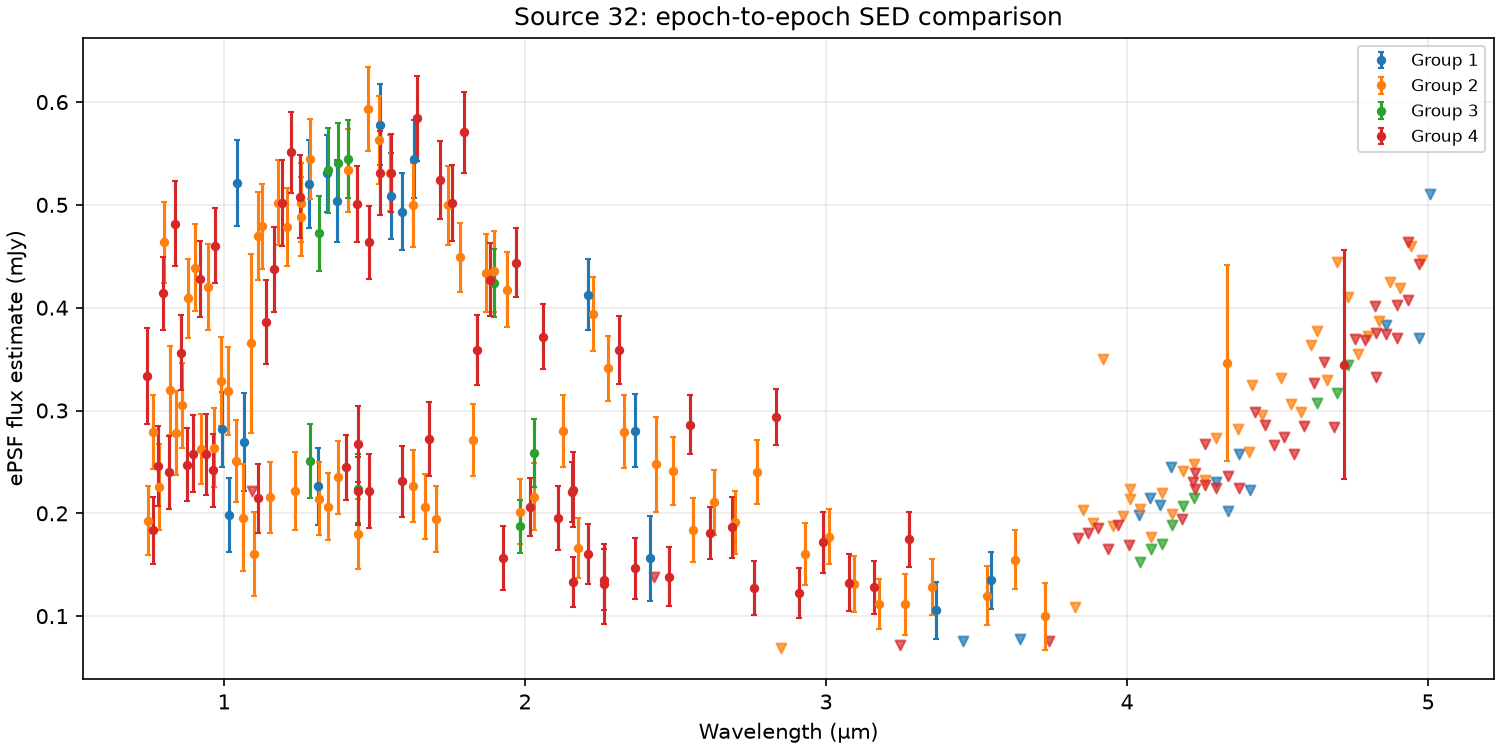 Source 32: epoch-to-epoch SED comparison
ePSF flux estimate (mJy)
0.6
0.5
0.4
0.3
0.2
0.1
1
2
3
4
5
Wavelength (μm)
Group 1
Group 2
Group 3
Group 4